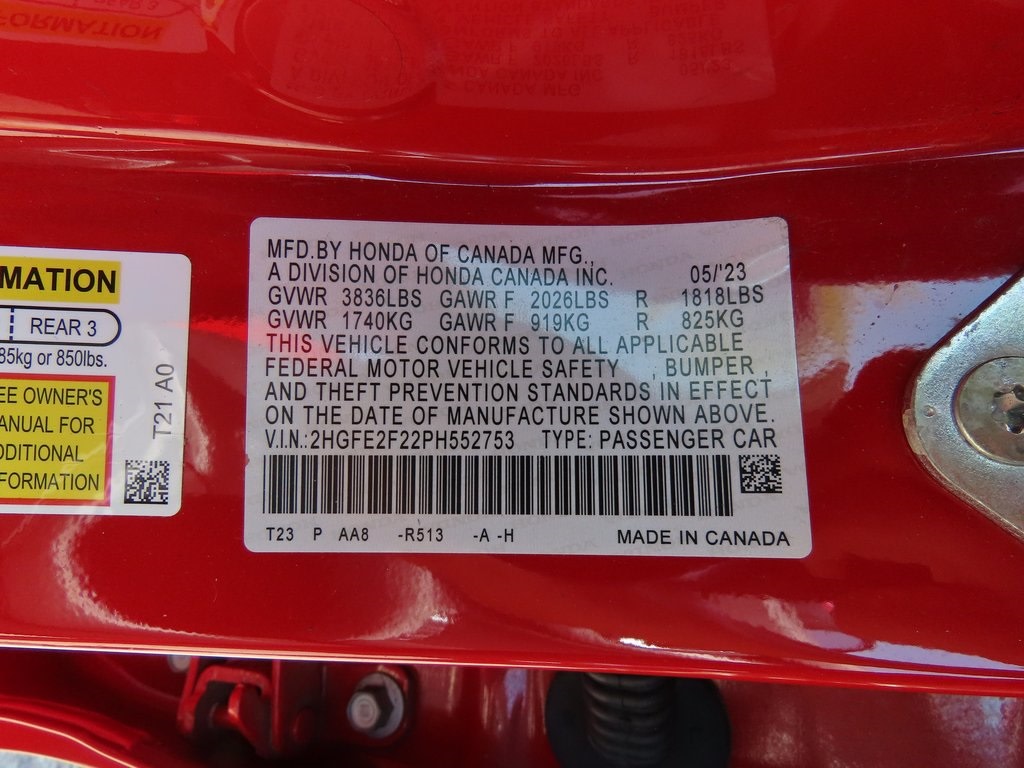 MATION
REAR 3
85kg or 850lbs.
EE OWNER'S
ANUAL FOR
DDITIONAL
FORMATION
T21 A0
MFD.BY HONDA OF CANADA MFG.,
A DIVISION OF HONDA CANADA INC. 05/'23
GVWR 3836LBS GAWR F 2026LBS R 1818LBS
GVWR 1740KG GAWR F 919KG R 825KG
THIS VEHICLE CONFORMS TO ALL APPLICABLE
FEDERAL MOTOR VEHICLE SAFETY , BUMPER ,
AND THEFT PREVENTION STANDARDS IN EFFECT
ON THE DATE OF MANUFACTURE SHOWN ABOVE.
V.I.N.:2HGFE2F22PH552753 TYPE: PASSENGER CAR
T23 P AA8 -R513 -A -H MADE IN CANADA